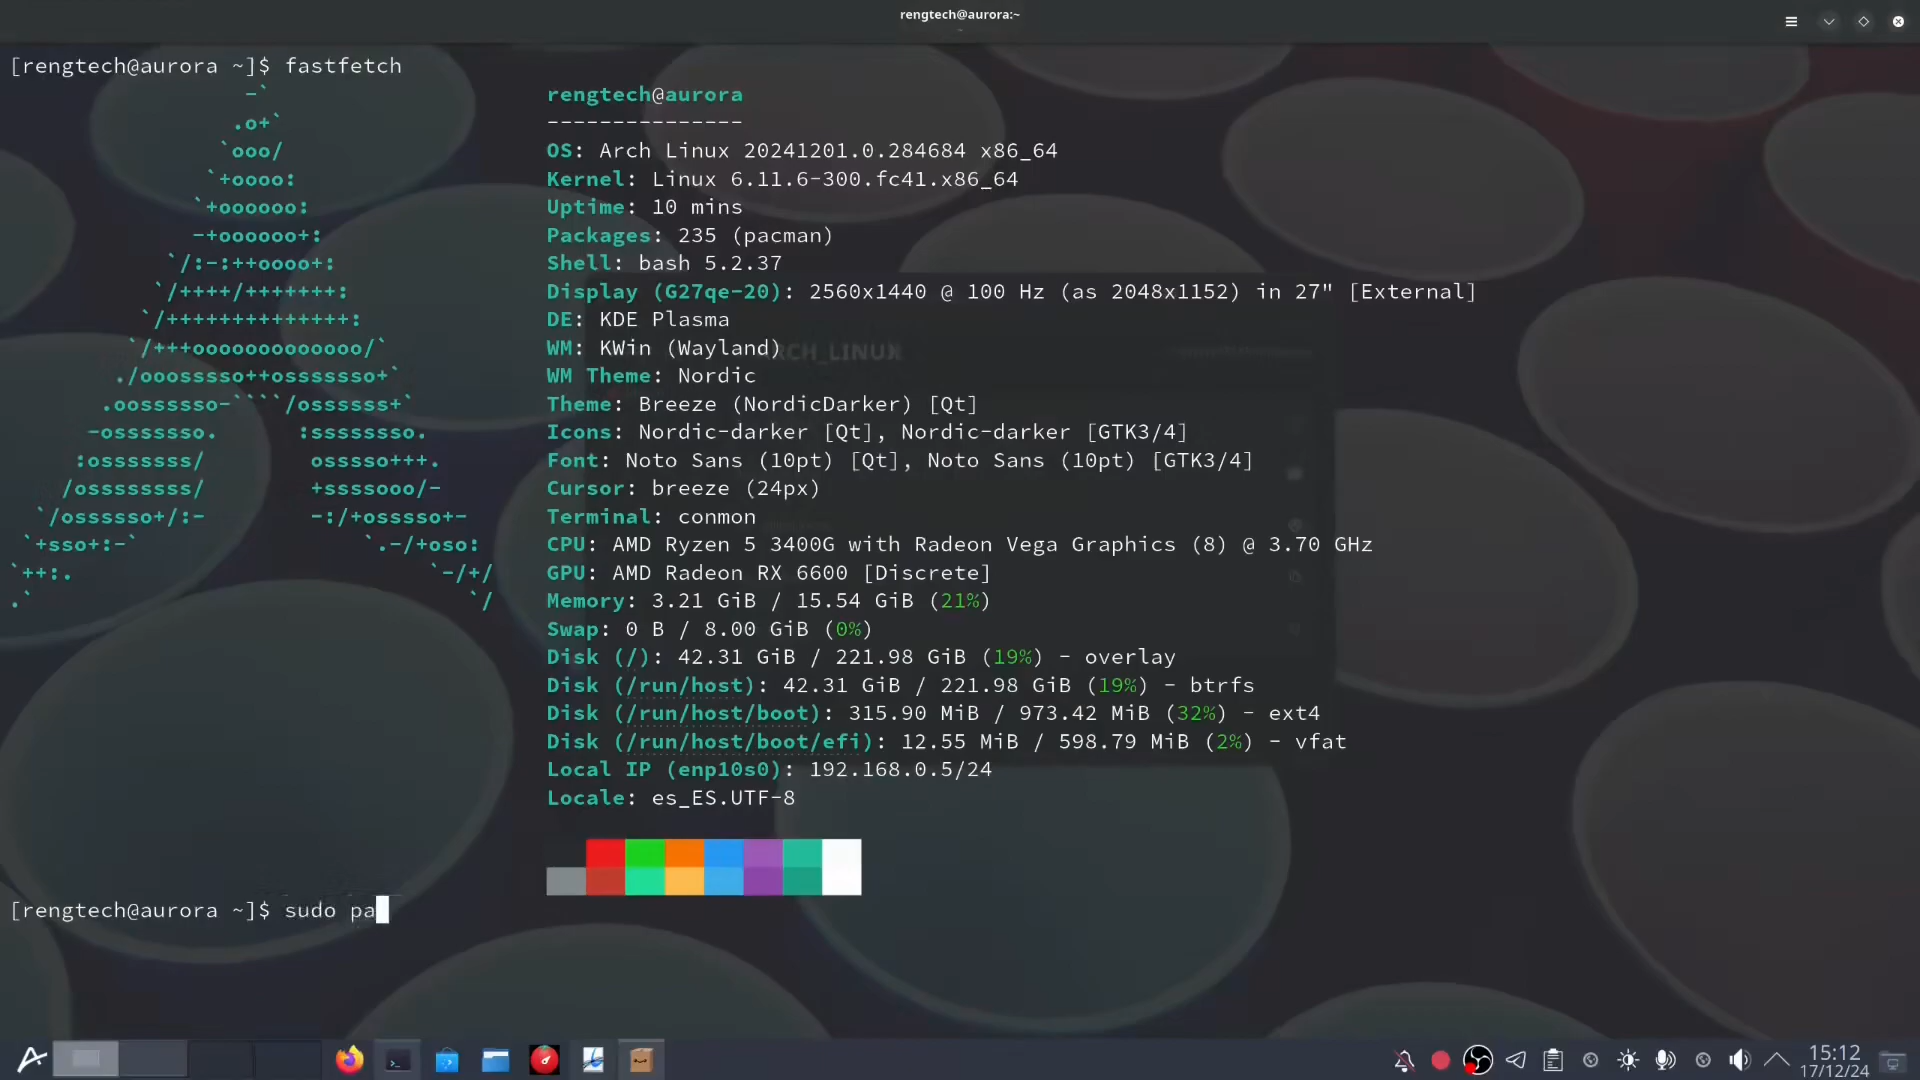 rengtech@aurora:~
[rengtech@aurora ~]$ fastfetch
rengtech@aurora
---------------
OS: Arch Linux 20241201.0.284684 x86_64
Kernel: Linux 6.11.6-300.fc41.x86_64
Uptime: 10 mins
Packages: 235 (pacman)
Shell: bash 5.2.37
Display (G27qe-20): 2560x1440 @ 100 Hz (as 2048x1152) in 27" [External]
DE: KDE Plasma
WM: KWin (Wayland)
WM Theme: Nordic
Theme: Breeze (NordicDarker) [Qt]
Icons: Nordic-darker [Qt], Nordic-darker [GTK3/4]
Font: Noto Sans (10pt) [Qt], Noto Sans (10pt) [GTK3/4]
Cursor: breeze (24px)
Terminal: conmon
CPU: AMD Ryzen 5 3400G with Radeon Vega Graphics (8) @ 3.70 GHz
GPU: AMD Radeon RX 6600 [Discrete]
Memory: 3.21 GiB / 15.54 GiB (21%)
Swap: 0 B / 8.00 GiB (0%)
Disk (/): 42.31 GiB / 221.98 GiB (19%) - overlay
Disk (/run/host): 42.31 GiB / 221.98 GiB (19%) - btrfs
Disk (/run/host/boot): 315.90 MiB / 973.42 MiB (32%) - ext4
Disk (/run/host/boot/efi): 12.55 MiB / 598.79 MiB (2%) - vfat
Local IP (enp10s0): 192.168.0.5/24
Locale: es_ES.UTF-8
[rengtech@aurora ~]$ sudo pa
15:12
17/12/24